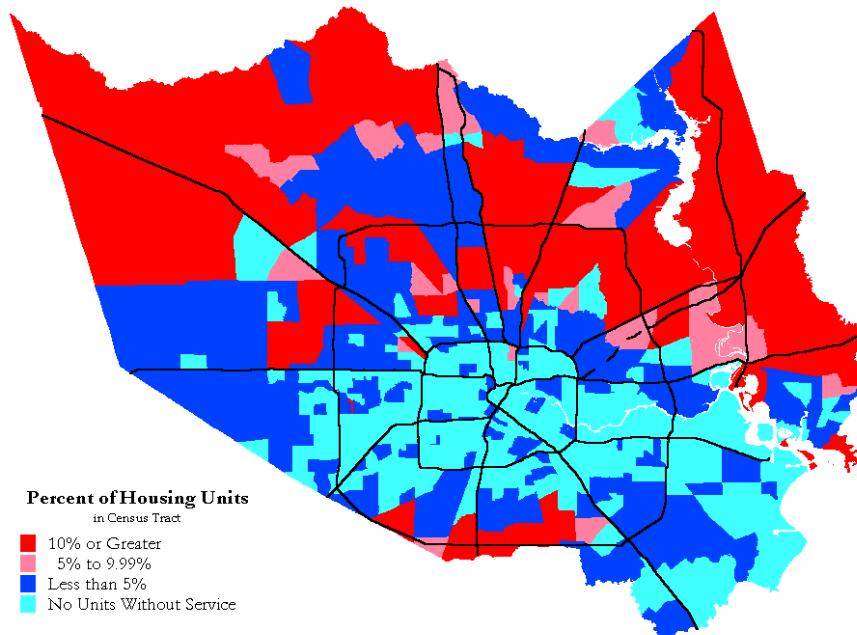 Percent of Housing Units
in Census Tract
10% or Greater
5% to 9.99%
Less than 5%
No Units Without Service